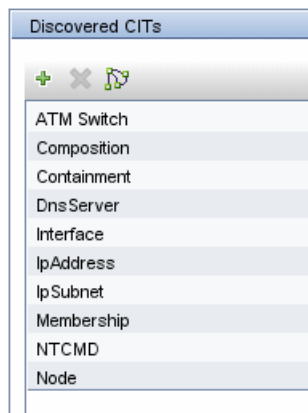 Discovered CITs
ATM Switch
Composition
Containment
DnsServer
Interface
IpAddress
IpSubnet
Membership
NTCMD
Node